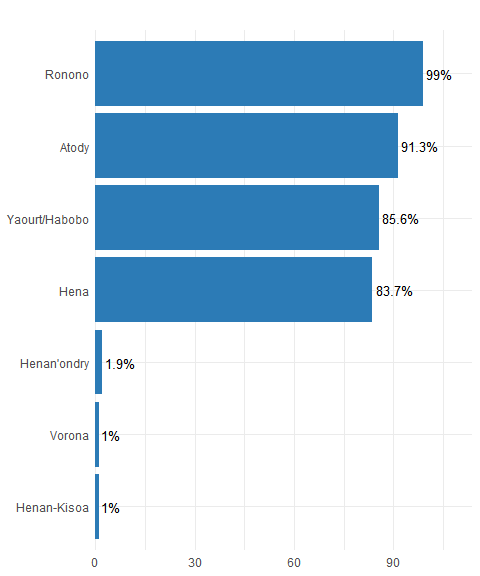 Ronono 99%
Atody 91.3%
Yaourt/Habobo 85.6%
Hena 83.7%
Henan'ondry 1.9%
Vorona 1%
Henan-Kisoa 1%
0 30 60 90